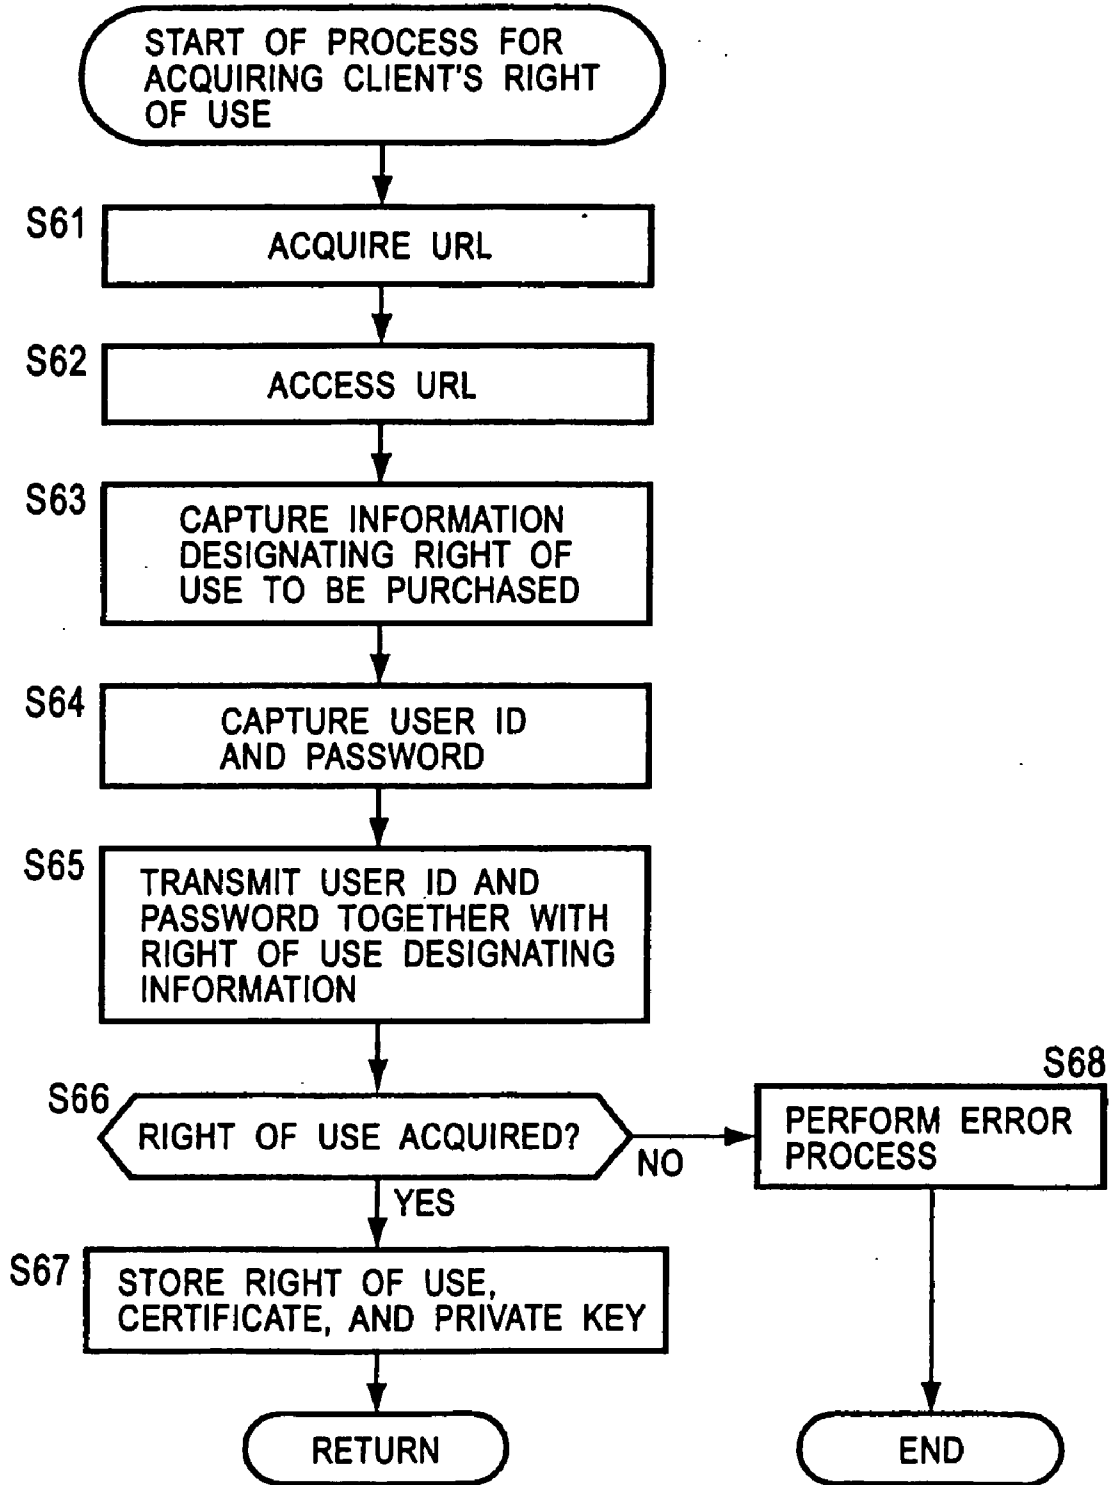 START OF PROCESS FOR
ACQUIRING CLIENT'S RIGHT
OF USE
S61
ACQUIRE URL
S62
ACCESS URL
S63
CAPTURE INFORMATION
DESIGNATING RIGHT OF
USE TO BE PURCHASED
S64
CAPTURE USER ID
AND PASSWORD
S65
TRANSMIT USER ID AND
PASSWORD TOGETHER WITH
RIGHT OF USE DESIGNATING
INFORMATION
S66
RIGHT OF USE ACQUIRED?
NO
S68
PERFORM ERROR
PROCESS
YES
S67
STORE RIGHT OF USE,
CERTIFICATE, AND PRIVATE KEY
RETURN
END